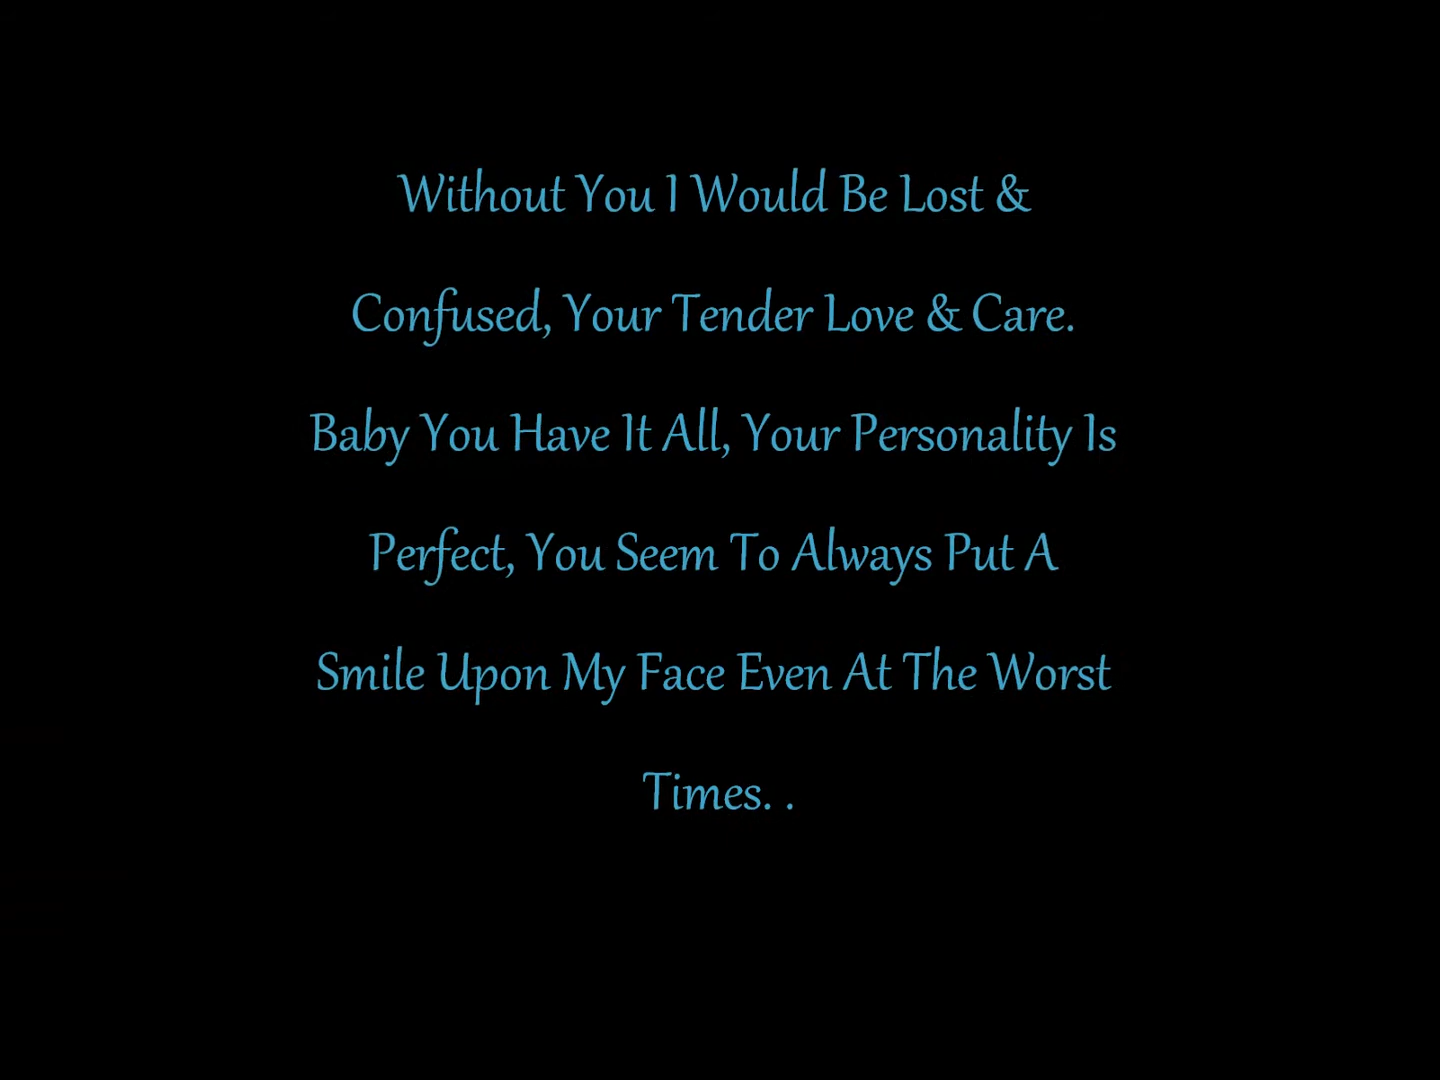 Without You I Would Be Lost &
Confused, Your Tender Love & Care.
Baby You Have It All, Your Personality Is
Perfect, You Seem To Always Put A
Smile Upon My Face Even At The Worst
Times. .